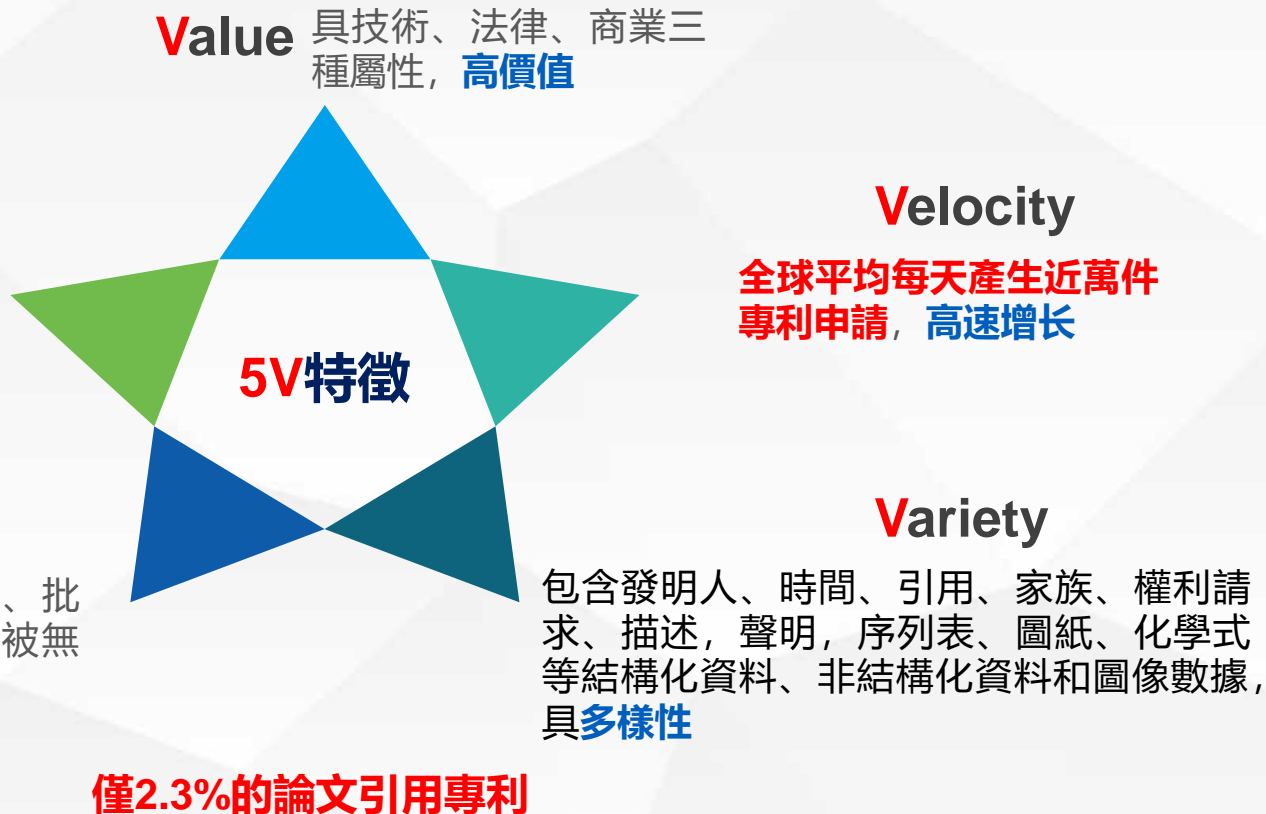 Value
具技術、法律、商業三
種屬性，高價值
Velocity
全球平均每天產生近萬件
專利申請，高速增长
5V特徵
Variety
包含發明人、時間、引用、家族、權利請
求、描述，聲明，序列表、圖紙、化學式
等結構化資料、非結構化資料和圖像數據，
具多樣性
、批
被無
僅2.3%的論文引用專利